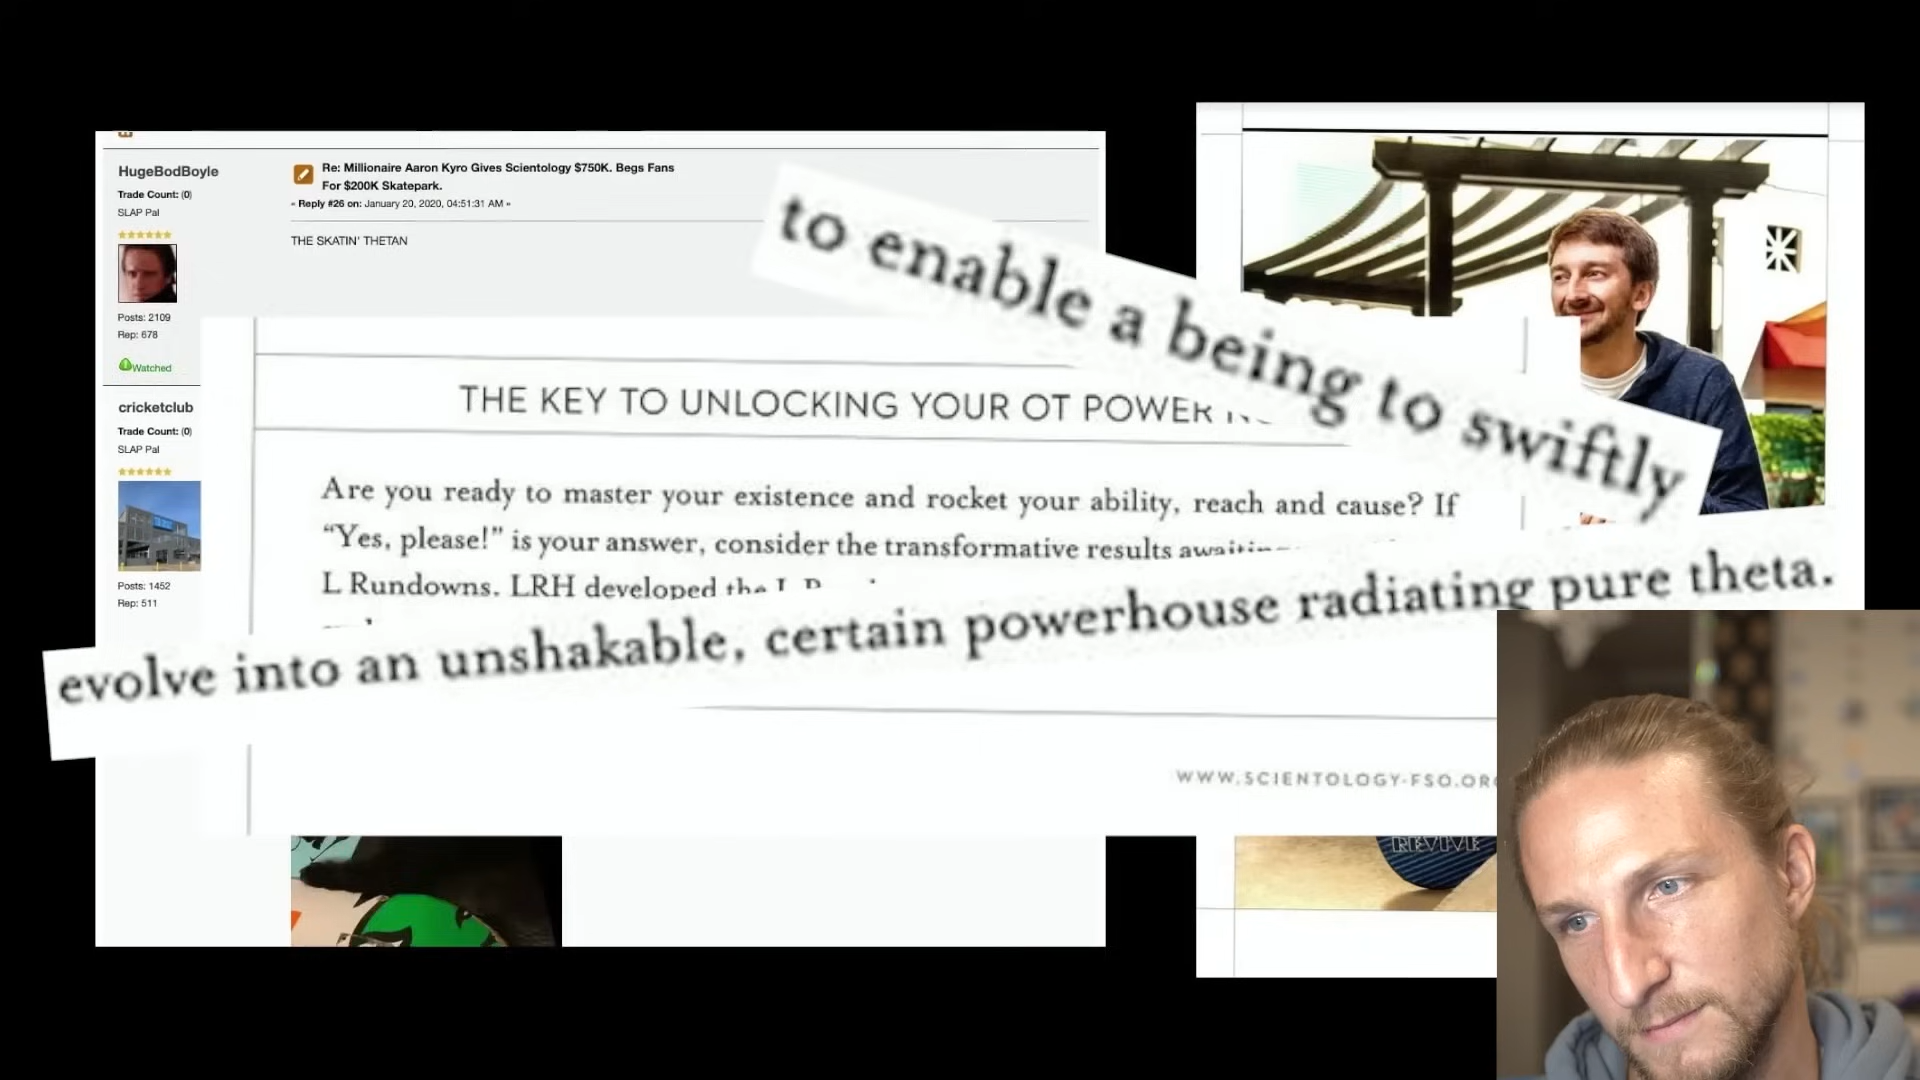 HugeBodBoyle
Trade Count: (0)
SLAP Pal
Posts: 2109
Rep: 678
Watched
Re: Millionaire Aaron Kyro Gives Scientology $750K. Begs Fans
For $200K Skatepark.
« Reply #26 on: January 20, 2020, 04:51:31 AM »
THE SKATIN' THETAN
cricketclub
Trade Count: (0)
SLAP Pal
Posts: 1452
Rep: 511
to enable a being to swiftly
THE KEY TO UNLOCKING YOUR OT POWER
Are you ready to master your existence and rocket your ability, reach and cause? If
“Yes, please!” is your answer, consider the transformative results
L Rundowns. LRH developed the L
evolve into an unshakable, certain powerhouse radiating pure theta.
WWW.SCIENTOLOGY-FSO.ORG
REVIVE